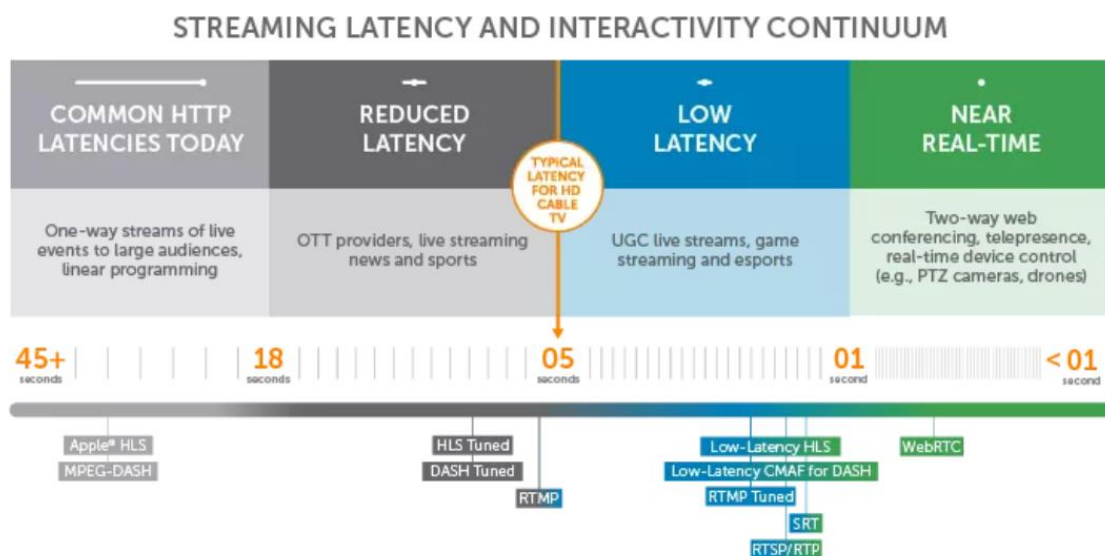 STREAMING LATENCY AND INTERACTIVITY CONTINUUM
COMMON HTTP
LATENCIES TODAY
REDUCED
LATENCY
LOW
LATENCY
NEAR
REAL-TIME
TYPICAL
LATENCY
FOR HD
CABLE
TV
One-way streams of live
events to large audiences,
linear programming
OTT providers, live streaming
news and sports
UGC live streams, game
streaming and esports
Two-way web
conferencing, telepresence,
real-time device control
(e.g., PTZ cameras, drones)
45+
seconds
18
seconds
05
seconds
01
second
< 01
second
Apple® HLS
MPEG-DASH
HLS Tuned
DASH Tuned
RTMP
Low-Latency HLS
Low-Latency CMAF for DASH
RTMP Tuned
SRT
RTSP/RTP
WebRTC